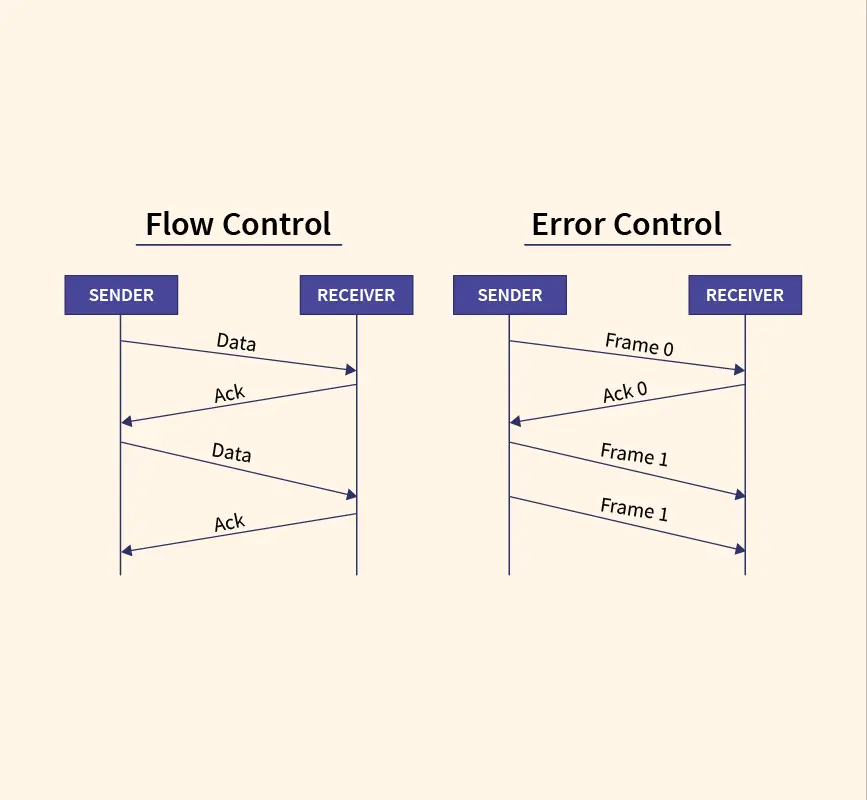 Flow Control
SENDER
RECEIVER
Data
Ack
Data
Ack
Error Control
SENDER
RECEIVER
Frame 0
Ack 0
Frame 1
Frame 1